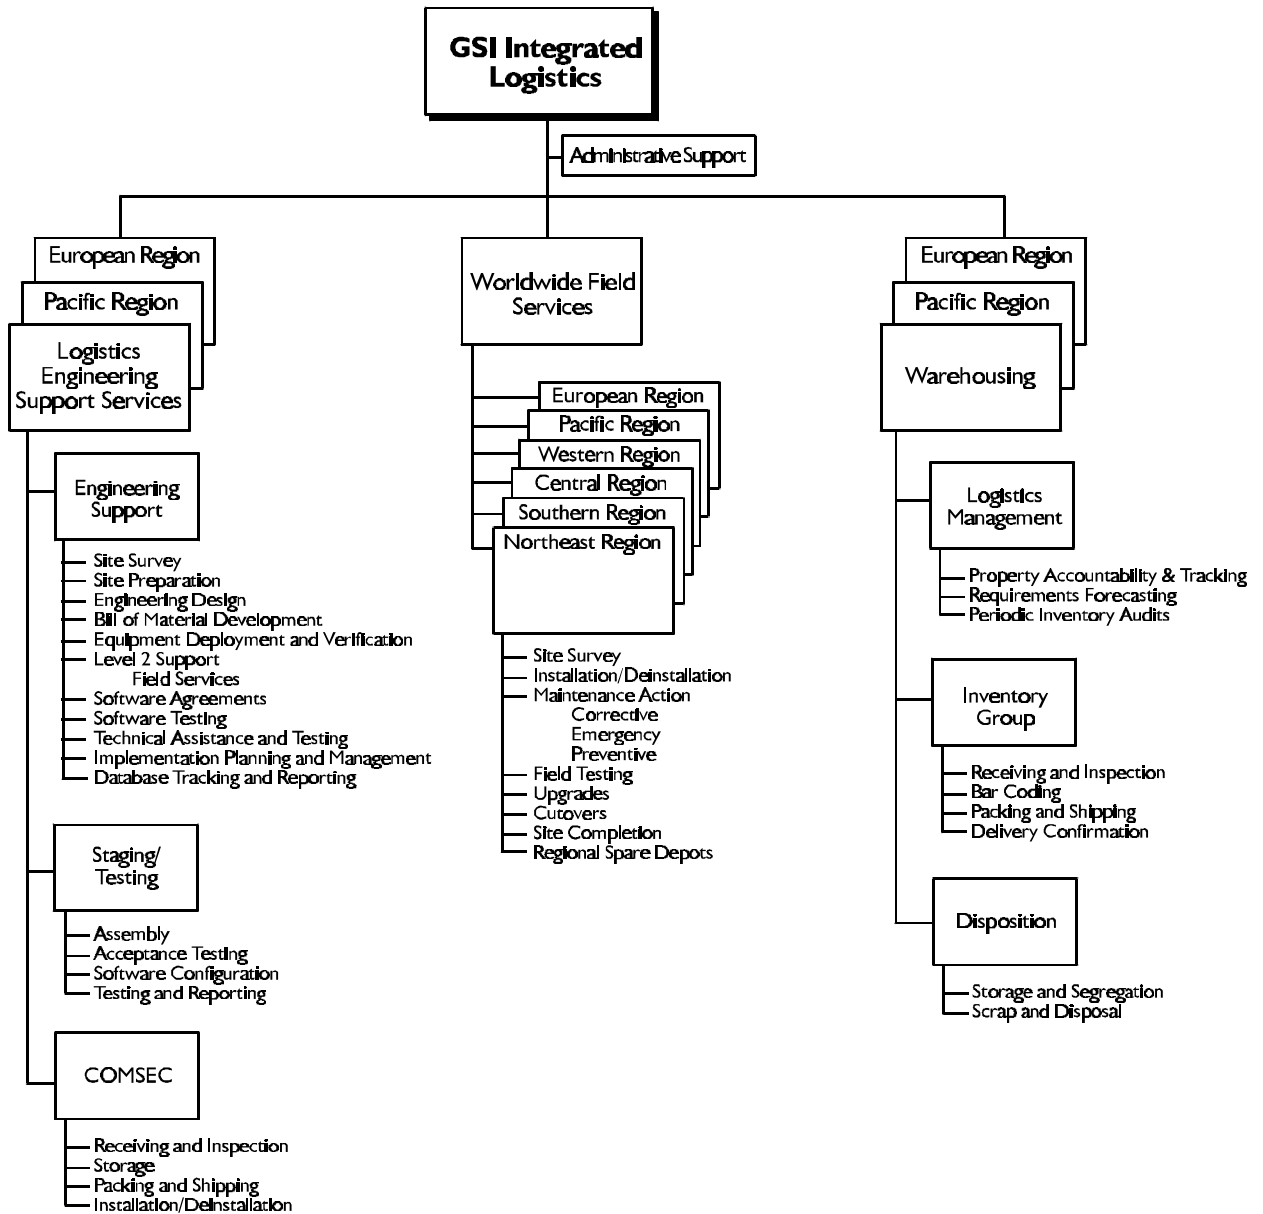 GSI Integrated
Logistics
Administrative Support
European Region
Pacific Region
Logistics
Engineering
Support Services
Engineering
Support
Site Survey
Site Preparation
Engineering Design
Bill of Material Development
Equipment Deployment and Verification
Level 2 Support
Field Services
Software Agreements
Software Testing
Technical Assistance and Testing
Implementation Planning and Management
Database Tracking and Reporting
Staging/
Testing
Assembly
Acceptance Testing
Software Configuration
Testing and Reporting
COMSEC
Receiving and Inspection
Storage
Packing and Shipping
Installation/Deinstallation
Worldwide Field
Services
European Region
Pacific Region
Western Region
Central Region
Southern Region
Northeast Region
Site Survey
Installation/Deinstallation
Maintenance Action
Corrective
Emergency
Preventive
Field Testing
Upgrades
Cutovers
Site Completion
Regional Spare Depots
European Region
Pacific Region
Warehousing
Logistics
Management
Property Accountability & Tracking
Requirements Forecasting
Periodic Inventory Audits
Inventory
Group
Receiving and Inspection
Bar Coding
Packing and Shipping
Delivery Confirmation
Disposition
Storage and Segregation
Scrap and Disposal